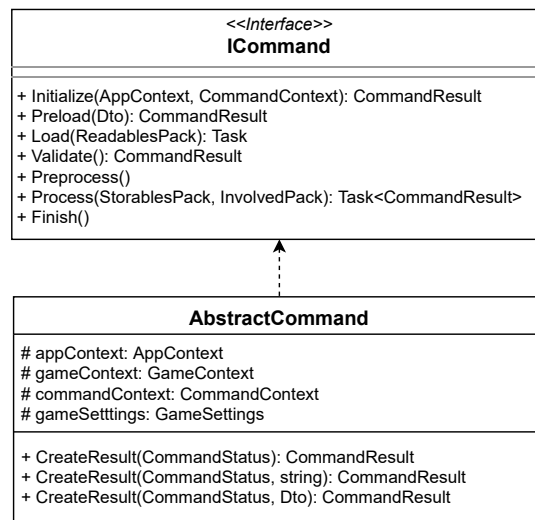 <<Interface>>
ICommand
+ Initialize(AppContext, CommandContext): CommandResult
+ Preload(Dto): CommandResult
+ Load(ReadablesPack): Task
+ Validate(): CommandResult
+ Preprocess()
+ Process(StorablesPack, InvolvedPack): Task<CommandResult>
+ Finish()
AbstractCommand
# appContext: AppContext
# gameContext: GameContext
# commandContext: CommandContext
# gameSetttings: GameSettings
+ CreateResult(CommandStatus): CommandResult
+ CreateResult(CommandStatus, string): CommandResult
+ CreateResult(CommandStatus, Dto): CommandResult